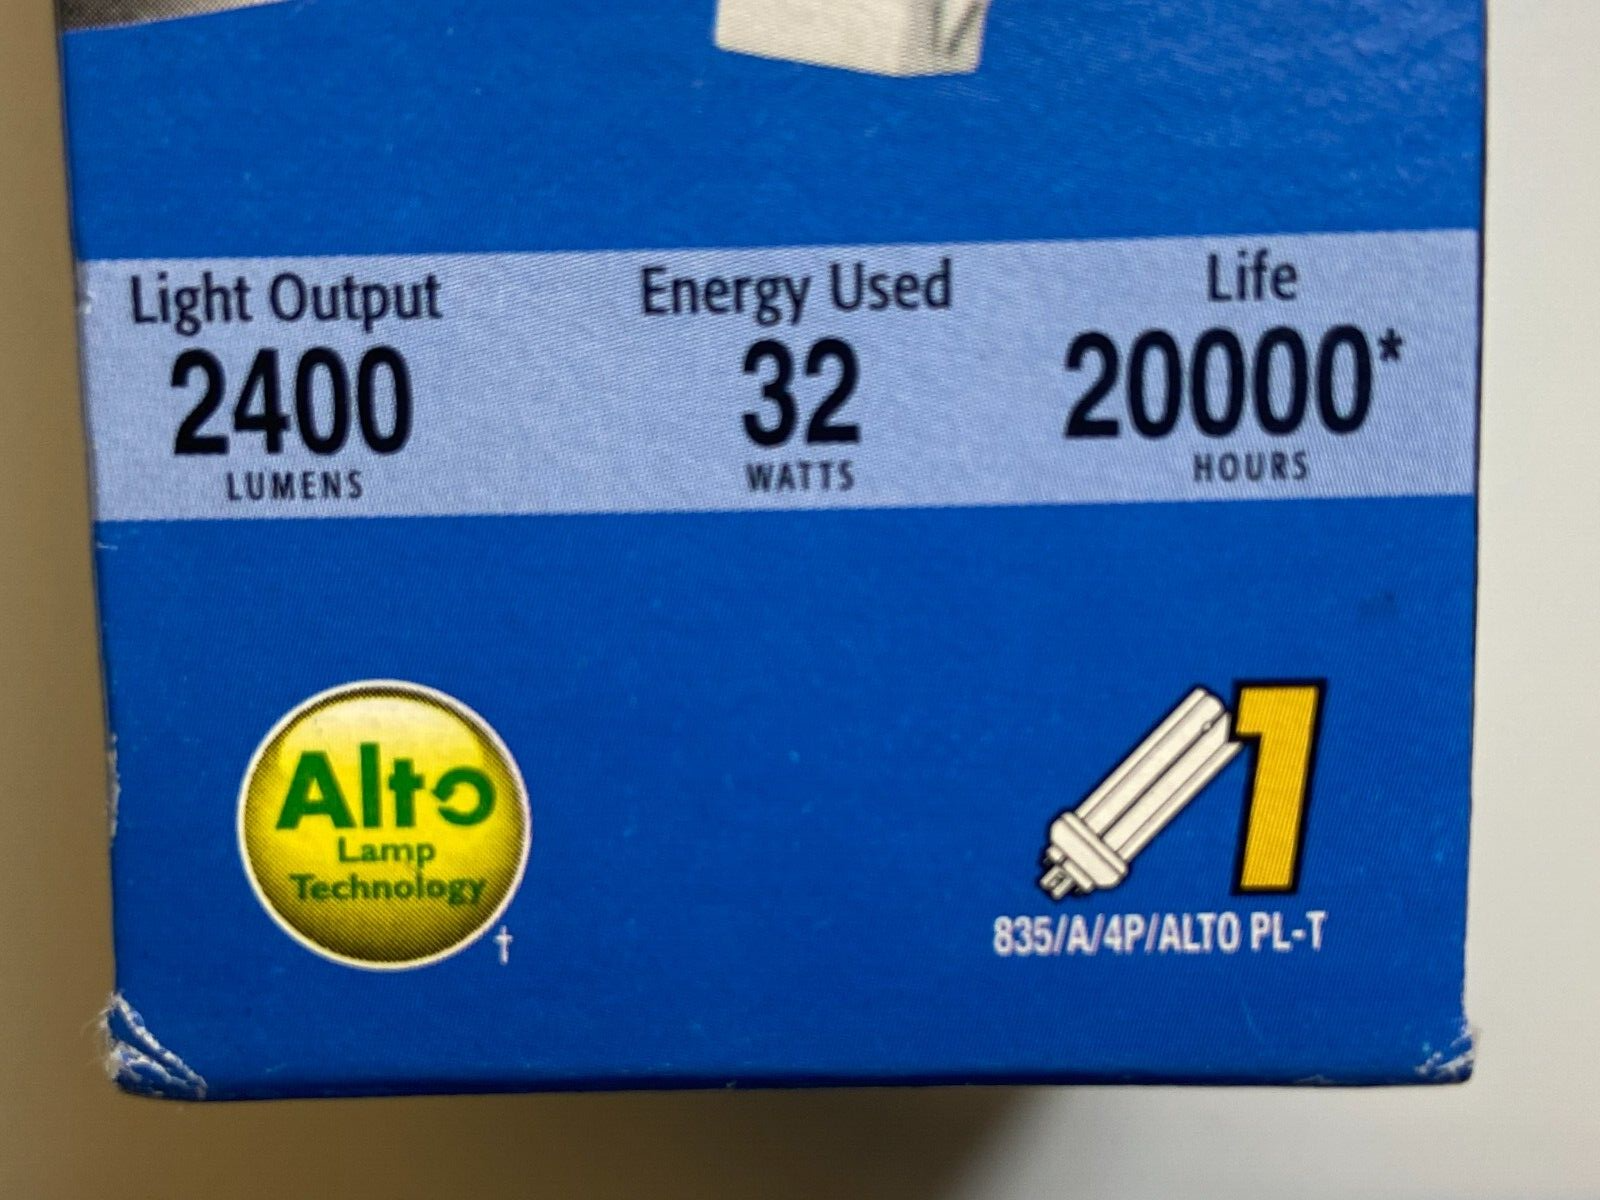 Light Output
2400
LUMENS
Energy Used
32
WATTS
Life
20000*
HOURS
Alto
Lamp
Technology
†
1
835/A/4P/ALTO PL-T